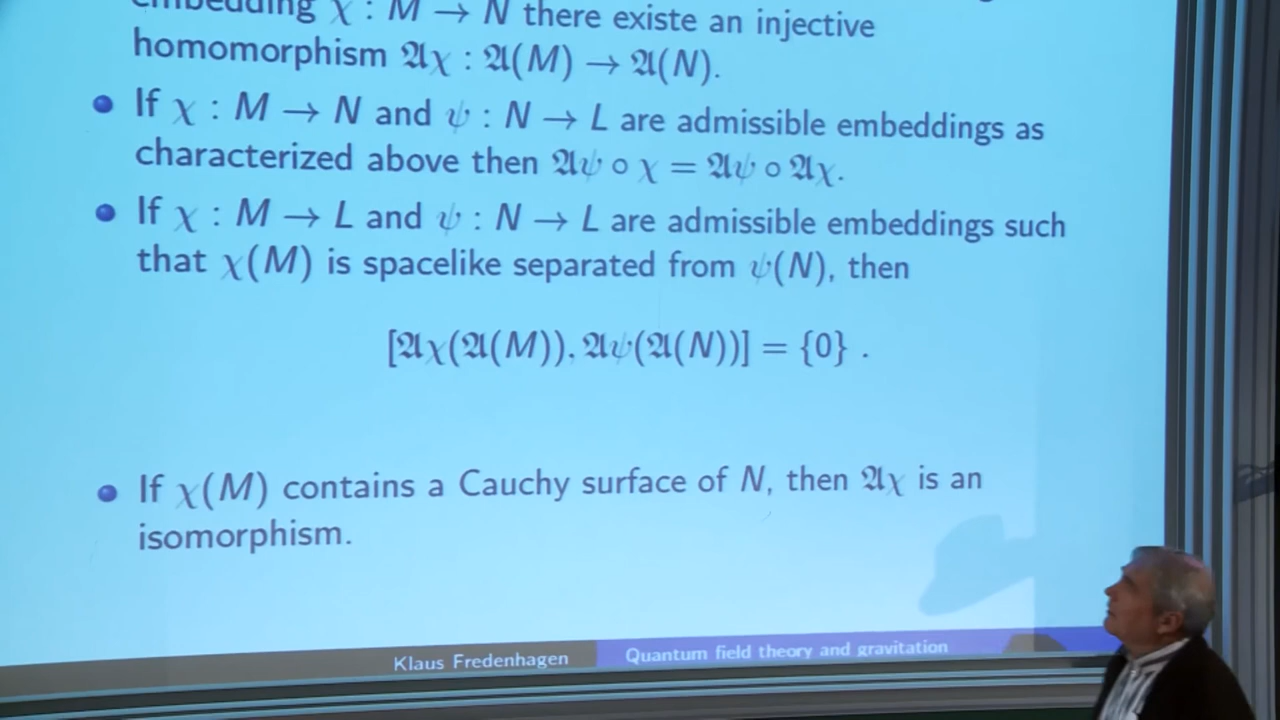 embedding χ : M → N there existe an injective
homomorphism 𝔄χ : 𝔄(M) → 𝔄(N).
If χ : M → N and ψ : N → L are admissible embeddings as
characterized above then 𝔄ψ ∘ χ = 𝔄ψ ∘ 𝔄χ.
If χ : M → L and ψ : N → L are admissible embeddings such
that χ(M) is spacelike separated from ψ(N), then
[𝔄χ(𝔄(M)), 𝔄ψ(𝔄(N))] = {0} .
If χ(M) contains a Cauchy surface of N, then 𝔄χ is an
isomorphism.
Klaus Fredenhagen
Quantum field theory and gravitation